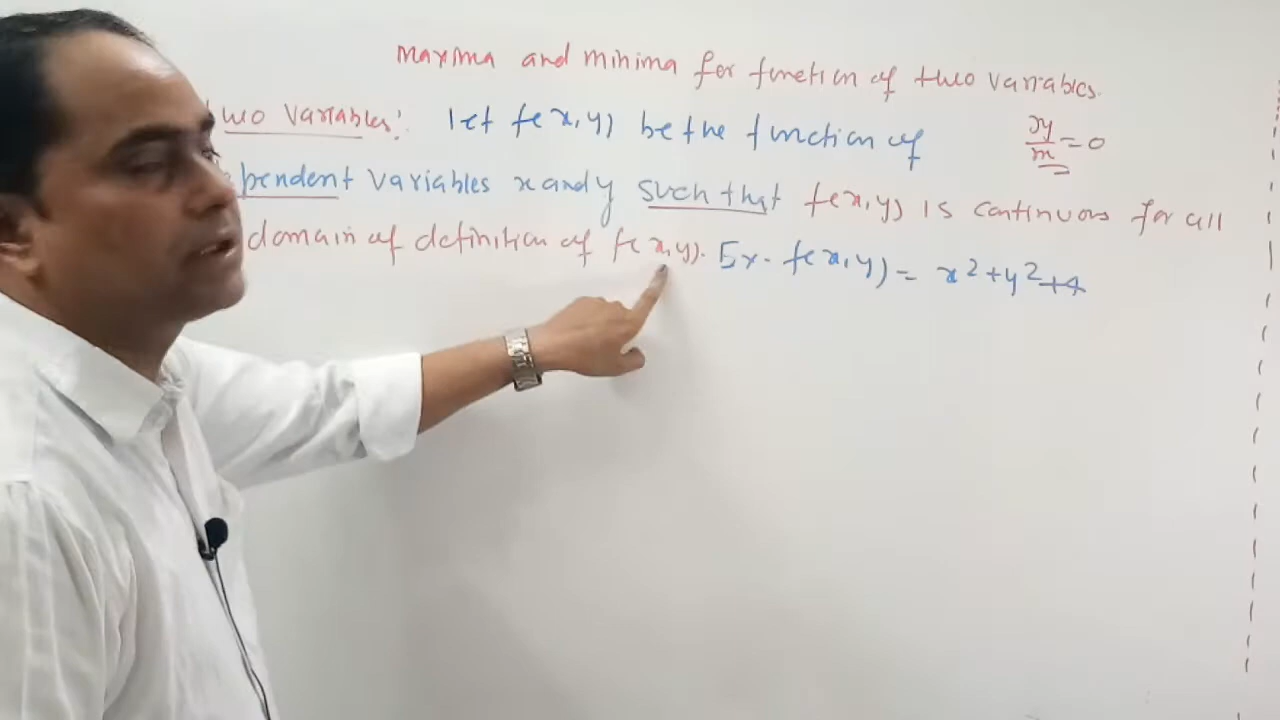 maxima and minima for function of two variables.
two variables: let f(x,y) be the function of
pendent variables x and y such that f(x,y) is continuous for all
domain of definition of f(x,y). Ex. f(x,y) = x²+y²+4
= 0